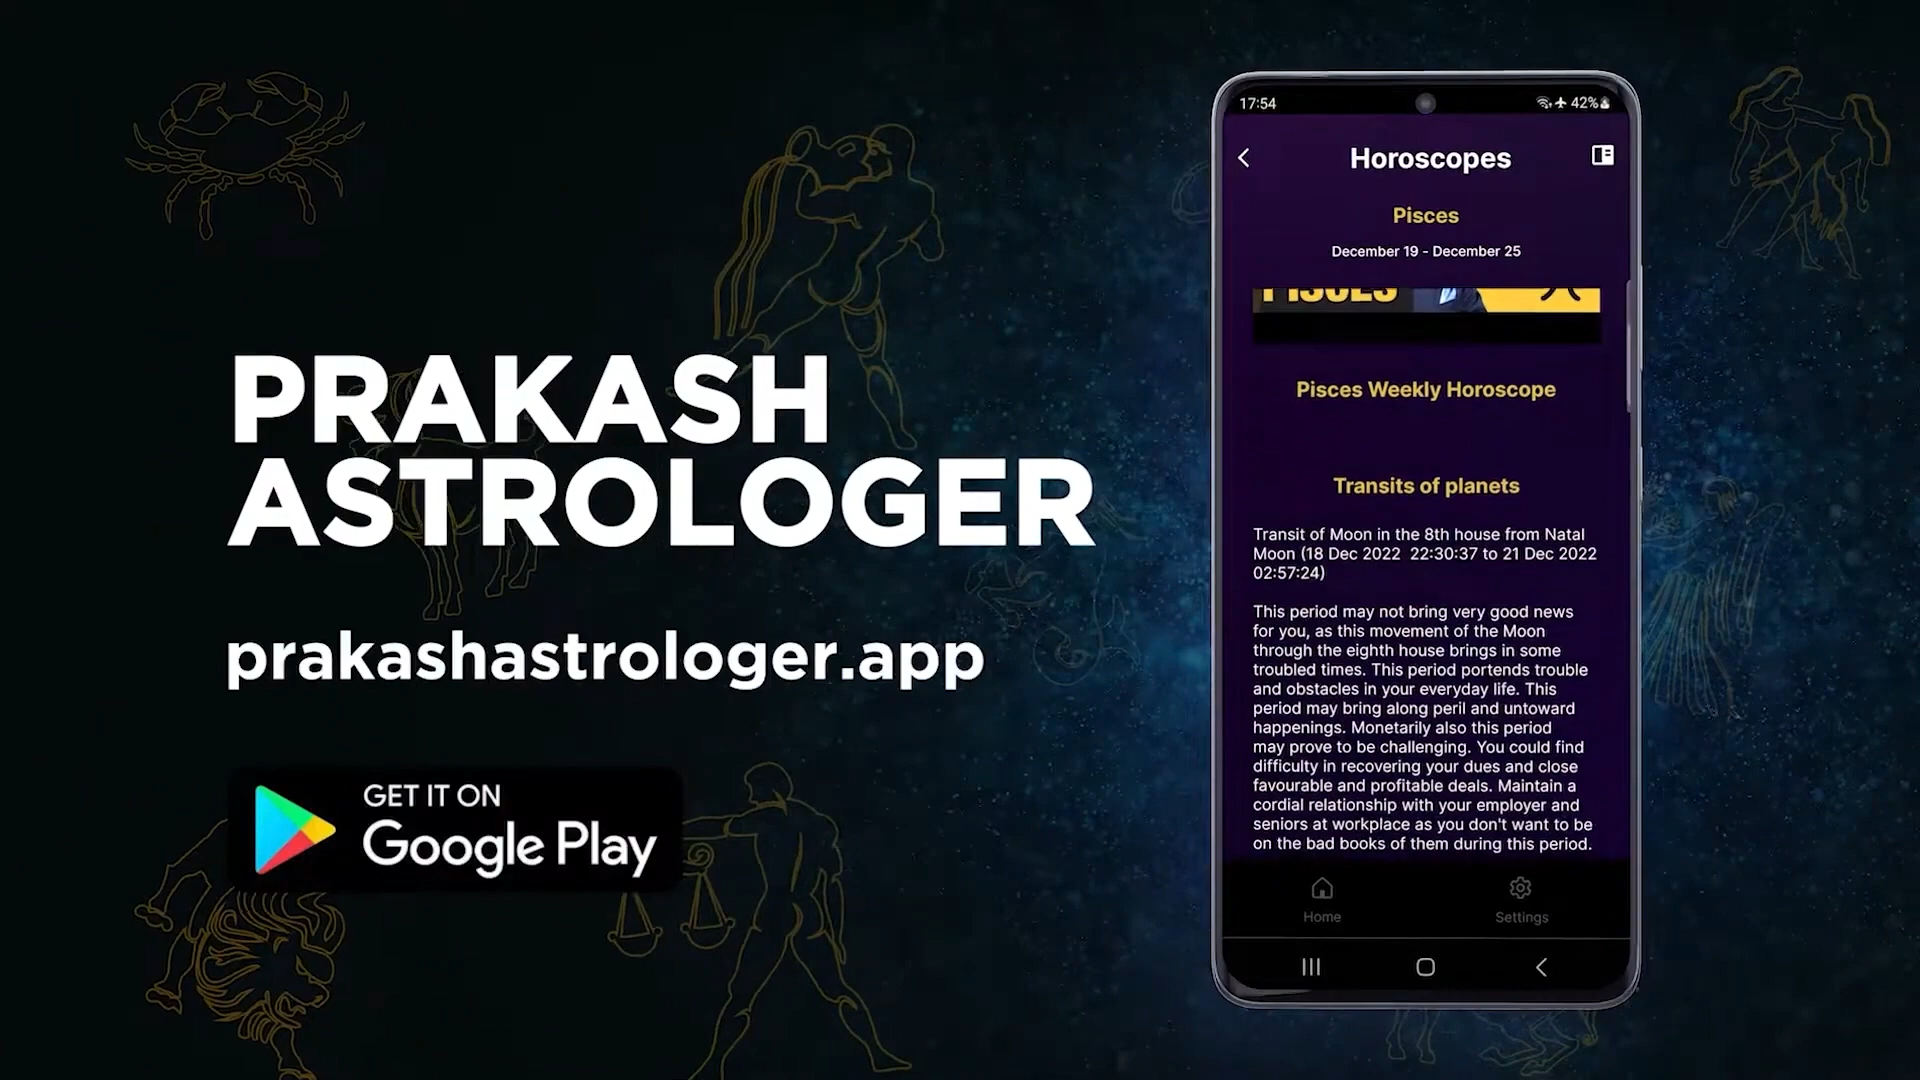 PRAKASH
ASTROLOGER
prakashastrologer.app
GET IT ON
Google Play
17:54
42%
Horoscopes
Pisces
December 19 - December 25
PISCES
Pisces Weekly Horoscope
Transits of planets
Transit of Moon in the 8th house from Natal
Moon (18 Dec 2022 22:30:37 to 21 Dec 2022
02:57:24)
This period may not bring very good news
for you, as this movement of the Moon
through the eighth house brings in some
troubled times. This period portends trouble
and obstacles in your everyday life. This
period may bring along peril and untoward
happenings. Monetarily also this period
may prove to be challenging. You could find
difficulty in recovering your dues and close
favourable and profitable deals. Maintain a
cordial relationship with your employer and
seniors at workplace as you don't want to be
on the bad books of them during this period.
Home
Settings